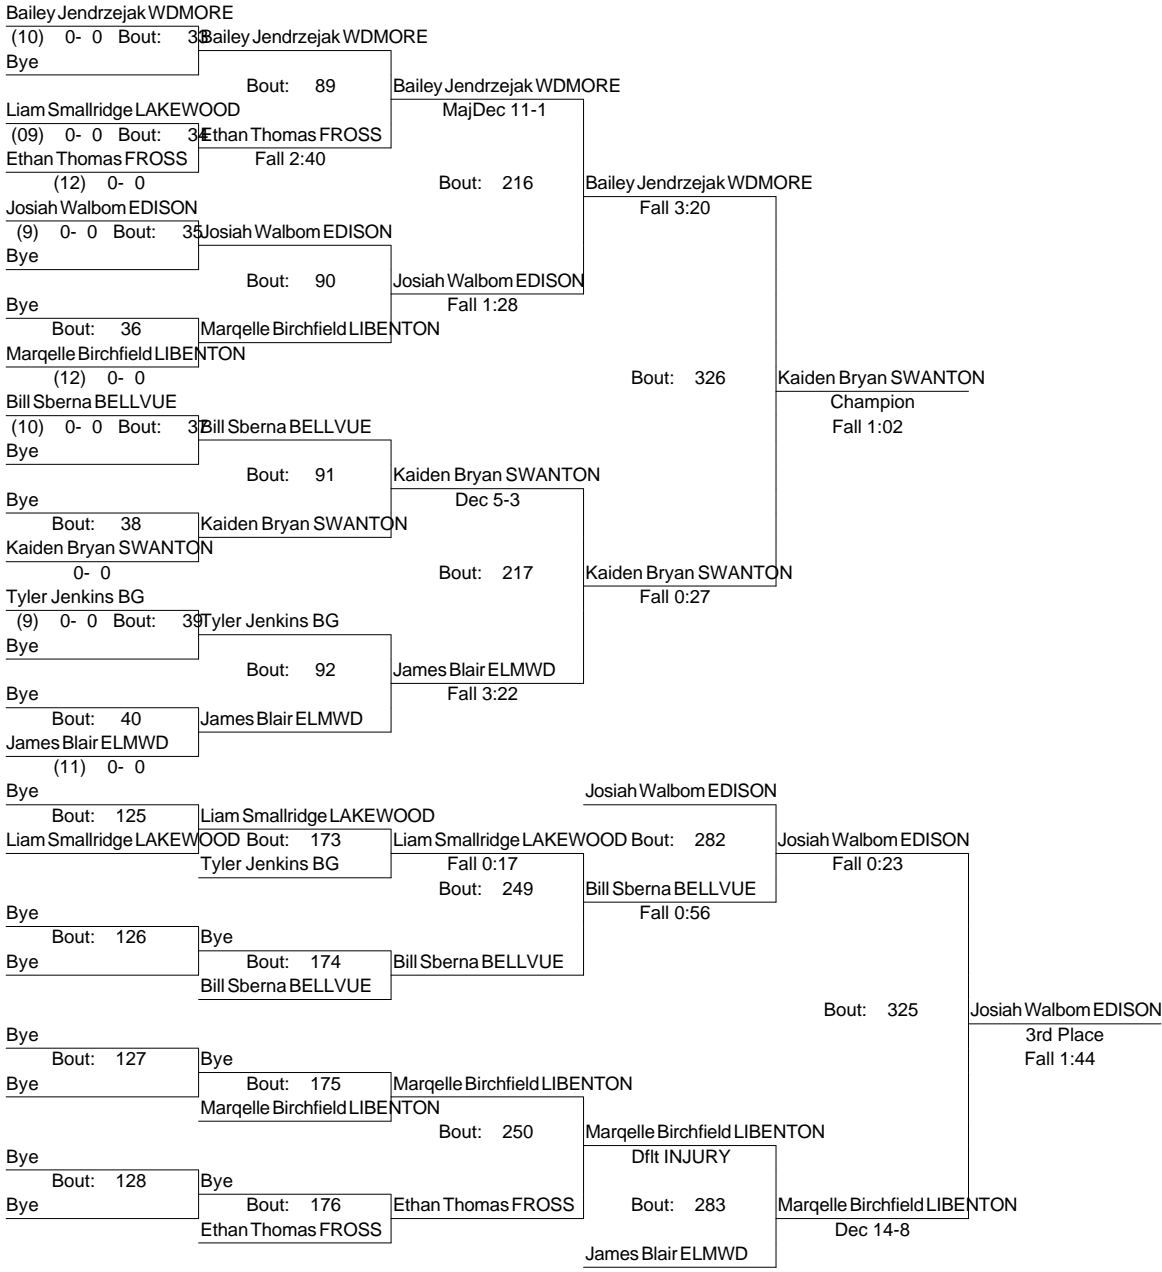 Bailey Jendrzejak WDMORE
(10) 0- 0 Bout: 33 Bailey Jendrzejak WDMORE
Bye
Bout: 89 Bailey Jendrzejak WDMORE
Liam Smallridge LAKEWOOD MajDec 11-1
(09) 0- 0 Bout: 34 Ethan Thomas FROSS
Ethan Thomas FROSS Fall 2:40
(12) 0- 0 Bout: 216 Bailey Jendrzejak WDMORE
Josiah Walbom EDISON Fall 3:20
(9) 0- 0 Bout: 35 Josiah Walbom EDISON
Bye
Bout: 90 Josiah Walbom EDISON
Bye Fall 1:28
Bout: 36 Marqelle Birchfield LIBENTON
Marqelle Birchfield LIBENTON
(12) 0- 0 Bout: 326 Kaiden Bryan SWANTON
Bill Sberna BELLVUE Champion
(10) 0- 0 Bout: 37 Bill Sberna BELLVUE Fall 1:02
Bye
Bout: 91 Kaiden Bryan SWANTON
Bye Dec 5-3
Bout: 38 Kaiden Bryan SWANTON
Kaiden Bryan SWANTON
0- 0 Bout: 217 Kaiden Bryan SWANTON
Tyler Jenkins BG Fall 0:27
(9) 0- 0 Bout: 39 Tyler Jenkins BG
Bye
Bout: 92 James Blair ELMWD
Bye Fall 3:22
Bout: 40 James Blair ELMWD
James Blair ELMWD
(11) 0- 0
Bye Josiah Walbom EDISON
Bout: 125 Liam Smallridge LAKEWOOD
Liam Smallridge LAKEWOOD Bout: 173 Liam Smallridge LAKEWOOD Bout: 282 Josiah Walbom EDISON
Tyler Jenkins BG Fall 0:17 Fall 0:23
Bout: 249 Bill Sberna BELLVUE
Bye Fall 0:56
Bout: 126 Bye
Bye Bout: 174 Bill Sberna BELLVUE
Bill Sberna BELLVUE
Bout: 325 Josiah Walbom EDISON
Bye 3rd Place
Bout: 127 Bye Fall 1:44
Bye Bout: 175 Marqelle Birchfield LIBENTON
Marqelle Birchfield LIBENTON
Bout: 250 Marqelle Birchfield LIBENTON
Bye Dflt INJURY
Bout: 128 Bye
Bye Bout: 176 Ethan Thomas FROSS Bout: 283 Marqelle Birchfield LIBENTON
Ethan Thomas FROSS Dec 14-8
James Blair ELMWD